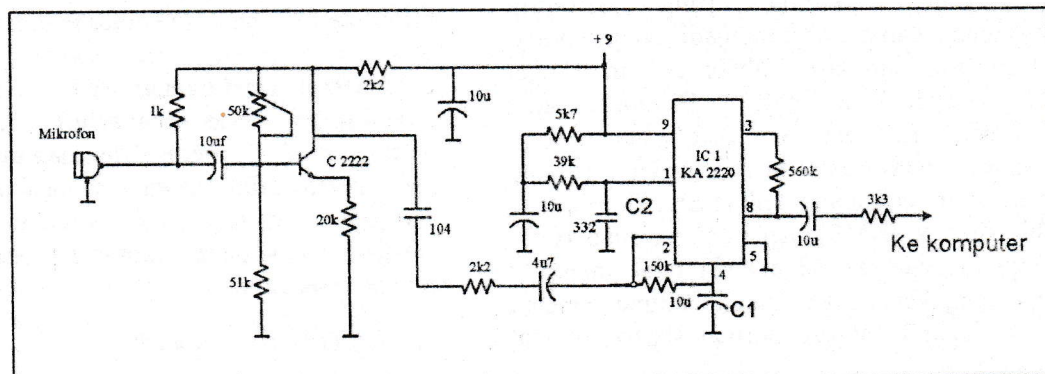 + 9
2k2
1k
50k
10u
5k7
9
3
Mikrofon
10uf
C 2222
39k
IC 1
KA 2220
1
560k
10u
C2
3k3
20k
104
332
8
10u
Ke komputer
2
5
4u7
51k
2k2
150k
4
10u
C1